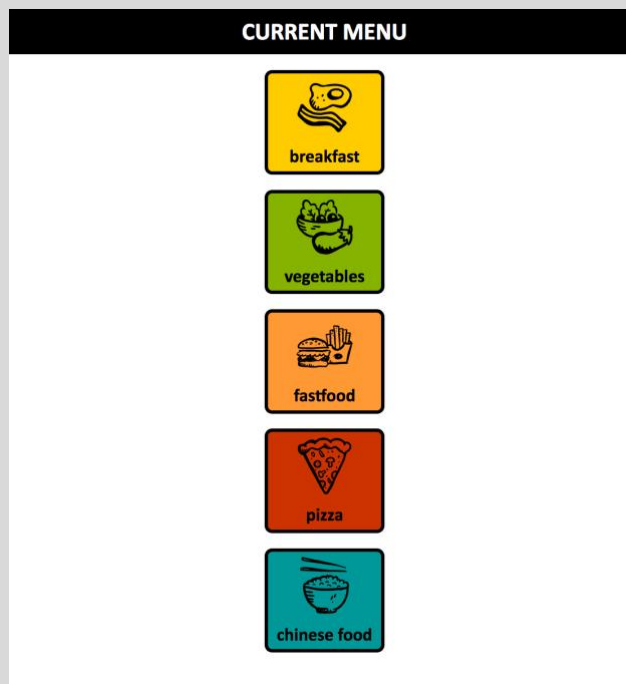 CURRENT MENU
breakfast
vegetables
fastfood
pizza
chinese food